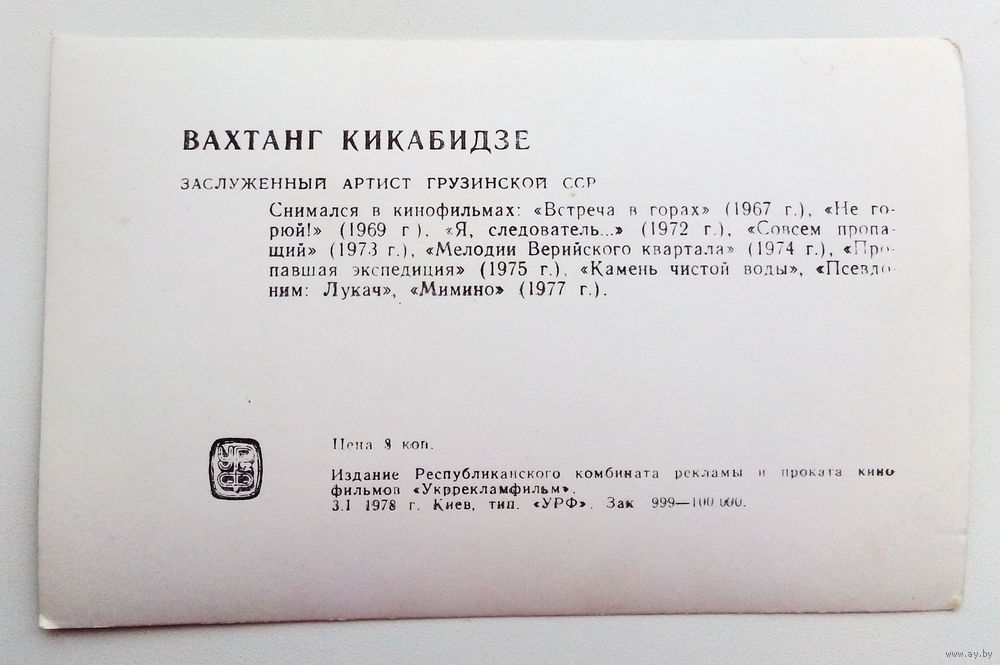 ВАХТАНГ КИКАБИДЗЕ
ЗАСЛУЖЕННЫЙ АРТИСТ ГРУЗИНСКОЙ ССР
Снимался в кинофильмах: «Встреча в горах» (1967 г.), «Не го-
рюй!» (1969 г ), «Я, следователь...» (1972 г.), «Совсем пропа-
щий» (1973 г.), «Мелодии Верийского квартала» (1974 г.), «Про-
павшая экспедиция» (1975 г.), «Камень чистой воды», «Псевдо-
ним: Лукач», «Мимино» (1977 г.).
Цена 8 коп.
Издание Республиканского комбината рекламы и проката кино
фильмов «Укррекламфильм».
3.I 1978 г. Киев, тип. «УРФ». Зак 999—100 000.
www.ay.by